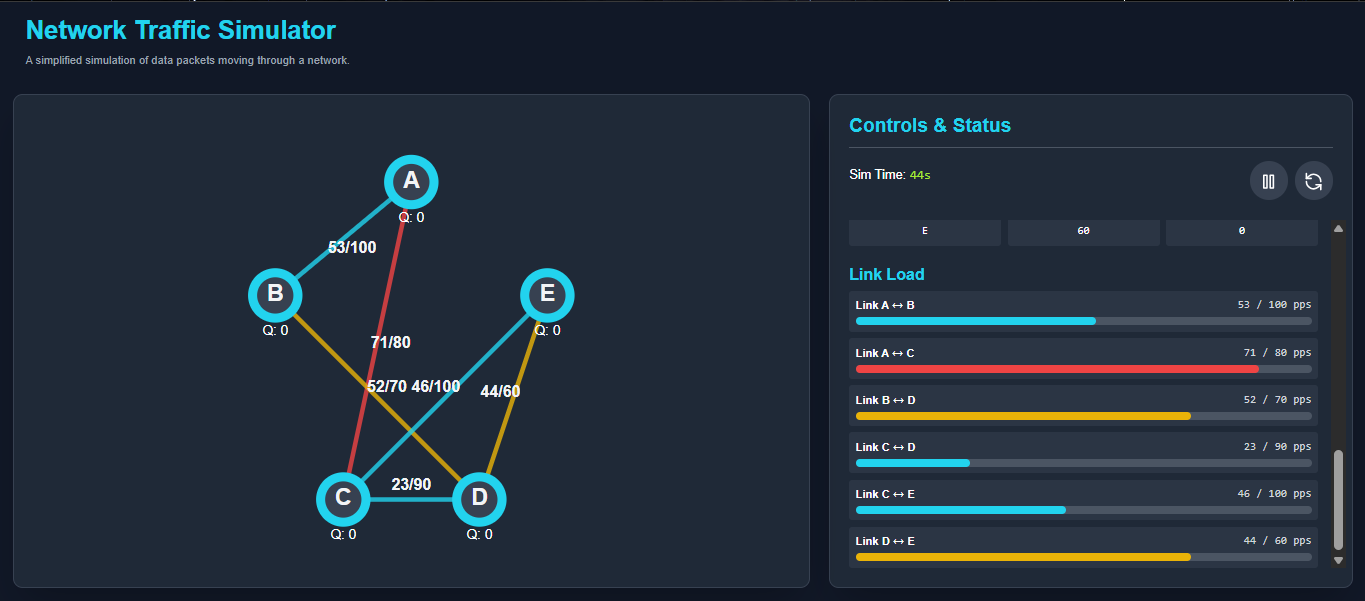 Network Traffic Simulator
A simplified simulation of data packets moving through a network.
A
Q: 0
53/100
B
Q: 0
E
Q: 0
71/80
52/70 46/100
44/60
23/90
C
Q: 0
D
Q: 0
Controls & Status
Sim Time: 44s
E 60 0
Link Load
Link A ↔ B 53 / 100 pps
Link A ↔ C 71 / 80 pps
Link B ↔ D 52 / 70 pps
Link C ↔ D 23 / 90 pps
Link C ↔ E 46 / 100 pps
Link D ↔ E 44 / 60 pps